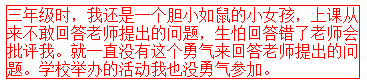 三年级时，我还是一个胆小如鼠的小女孩，上课从
来不敢回答老师提出的问题，生怕回答错了老师会
批评我。就一直没有这个勇气来回答老师提出的问
题。学校举办的活动我也没勇气参加。